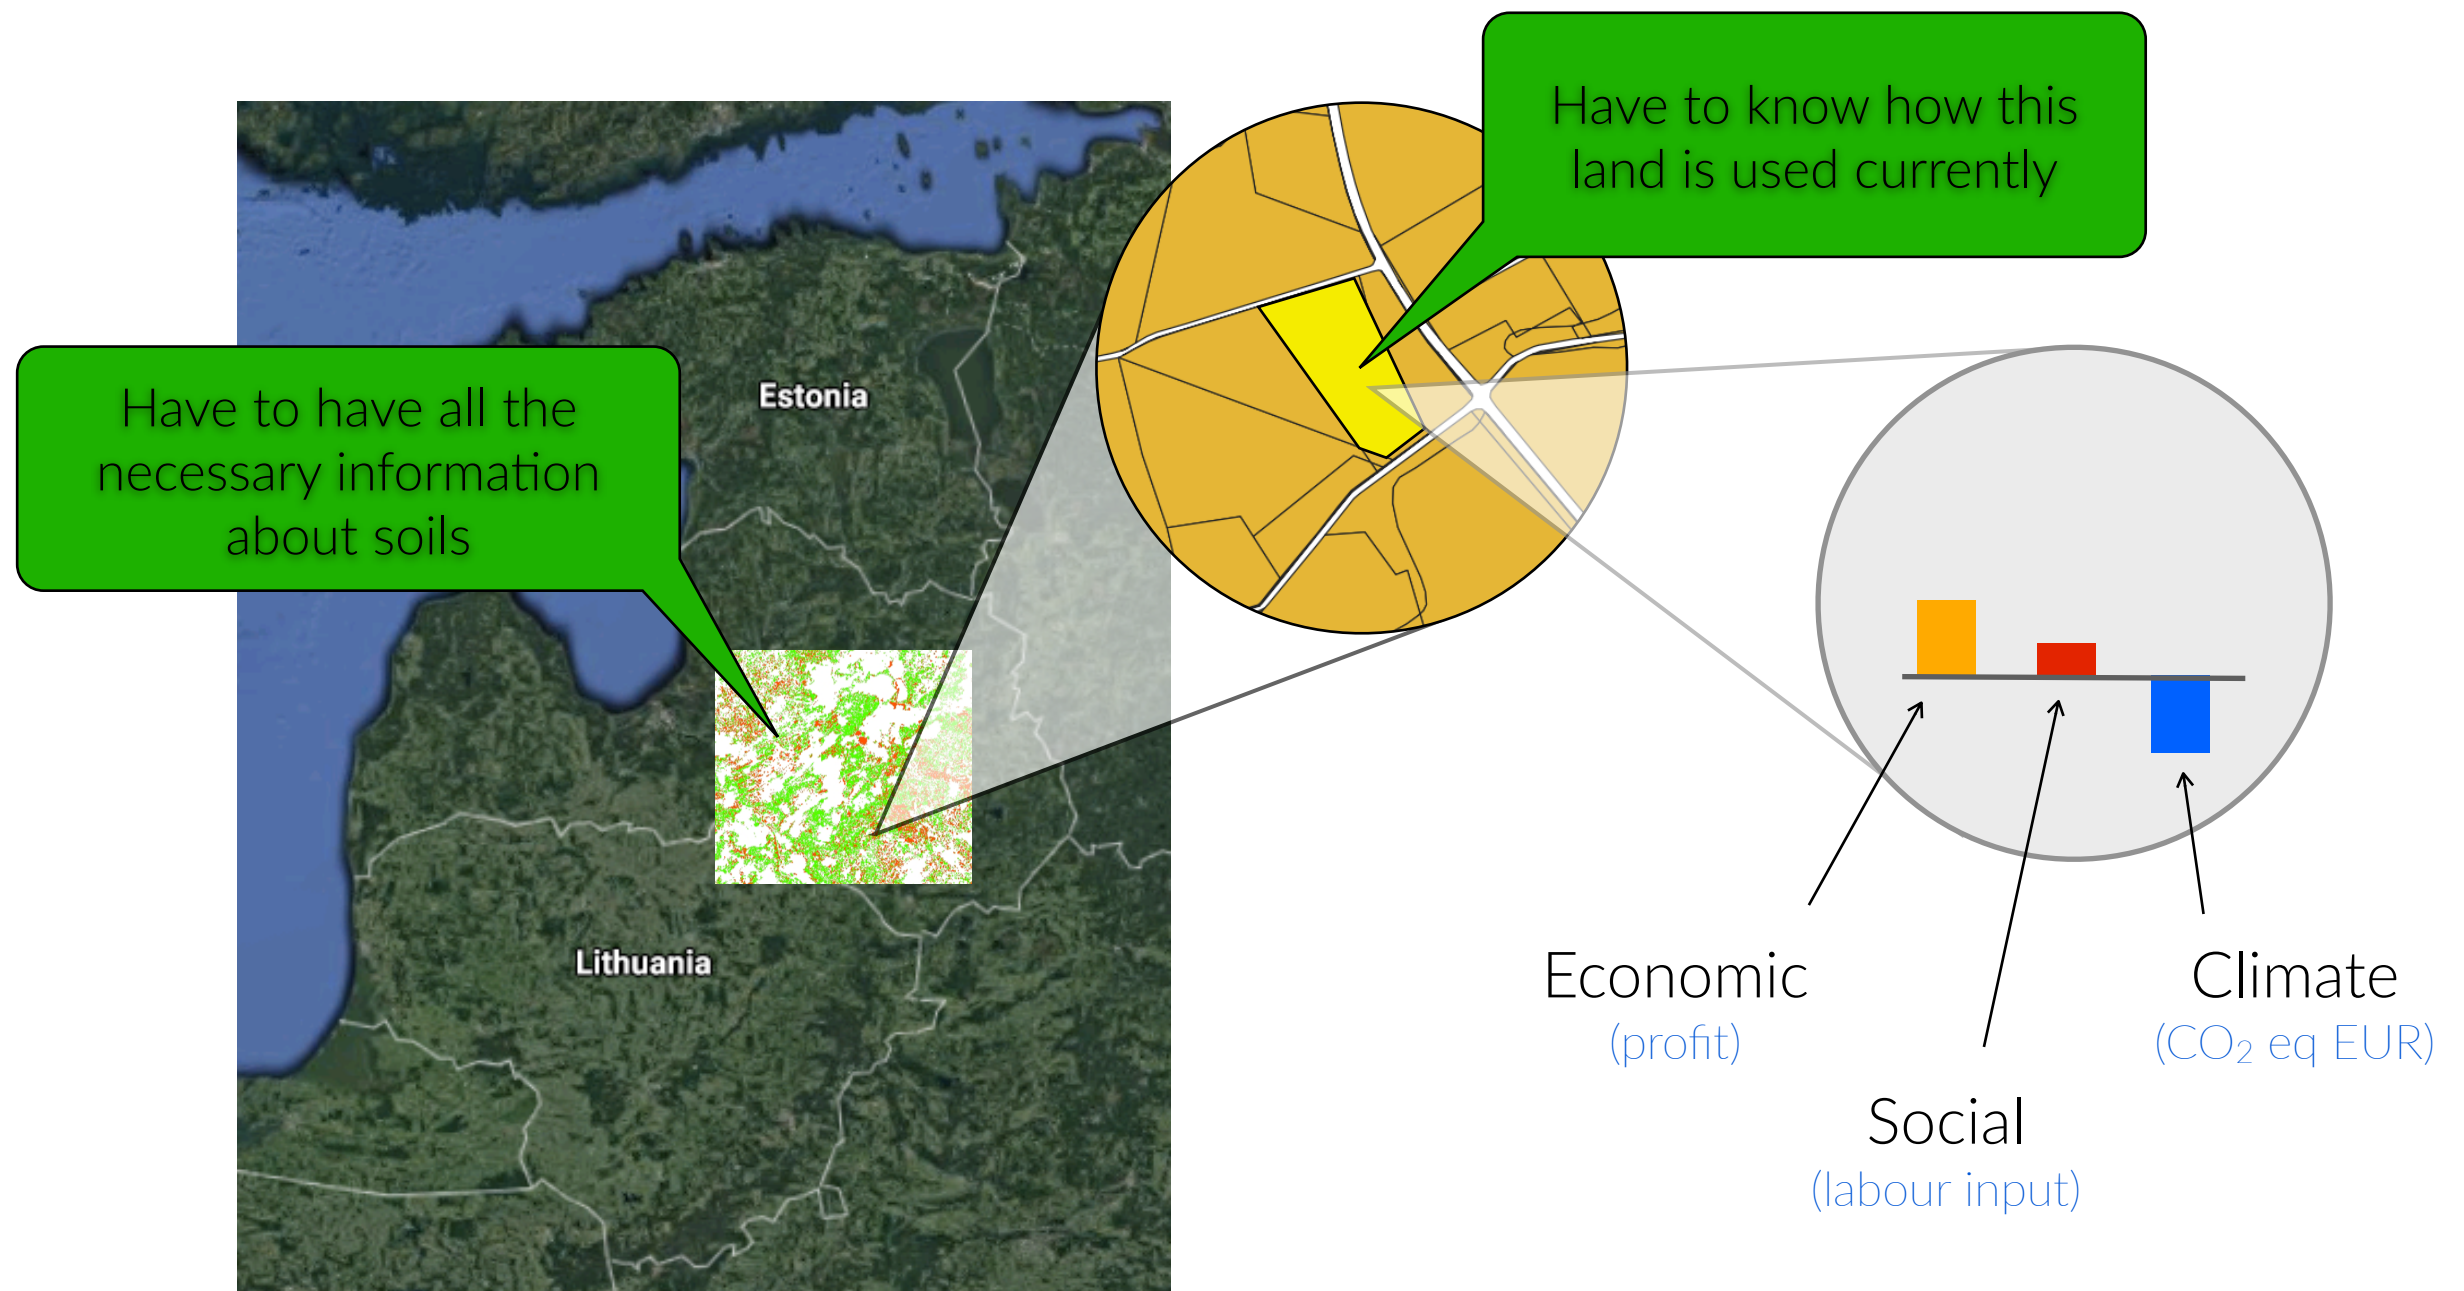 Have to know how this
land is used currently
Have to have all the
necessary information
about soils
Estonia
Lithuania
Economic
(profit)
Social
(labour input)
Climate
(CO₂ eq EUR)